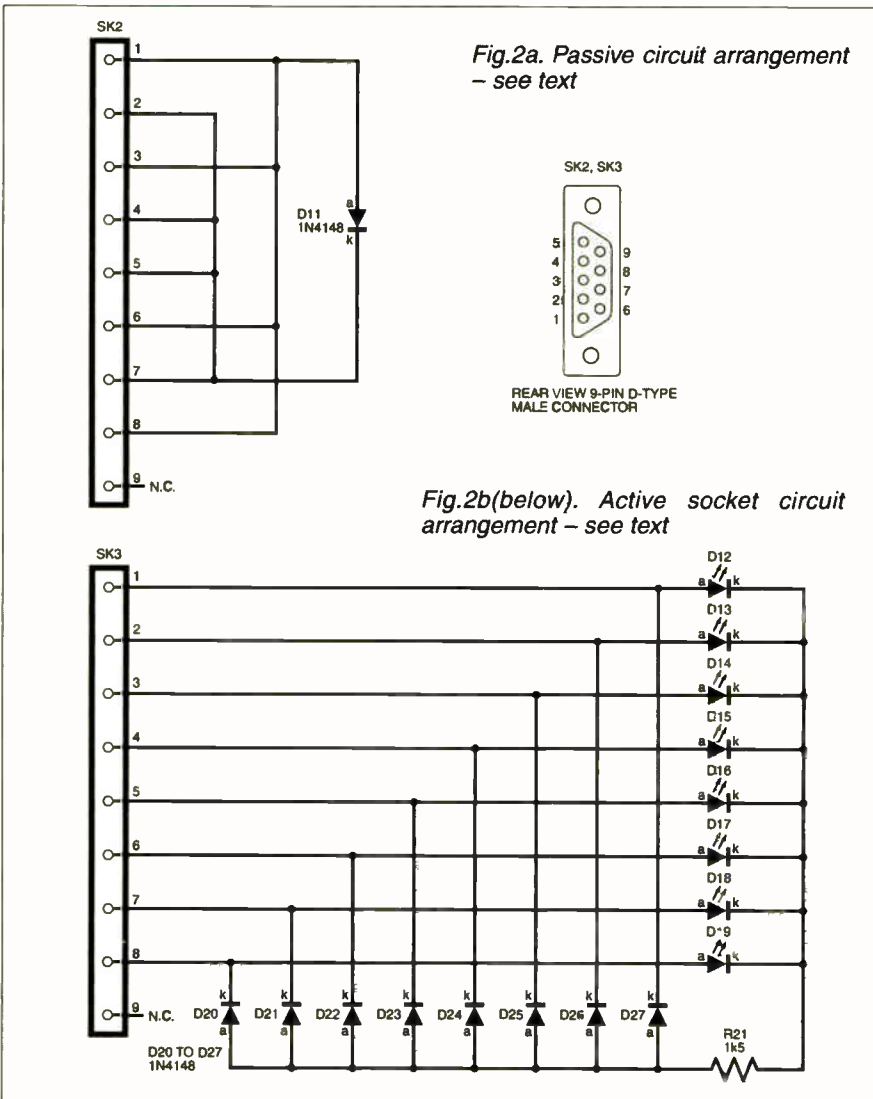 SK2
1
2
3
4
5
6
7
8
9 N.C.
a
D11
1N4148
k
Fig.2a. Passive circuit arrangement
– see text
SK2, SK3
5
4
3
2
1
9
8
7
6
REAR VIEW 9-PIN D-TYPE
MALE CONNECTOR
Fig.2b(below). Active socket circuit
arrangement – see text
SK3
1
2
3
4
5
6
7
8
9 N.C.
D12
a k
D13
a k
D14
a k
D15
a k
D16
a k
D17
a k
D18
a k
D19
a k
k k k k k k k k
D20 D21 D22 D23 D24 D25 D26 D27
a a a a a a a a
D20 TO D27
1N4148
R21
1k5